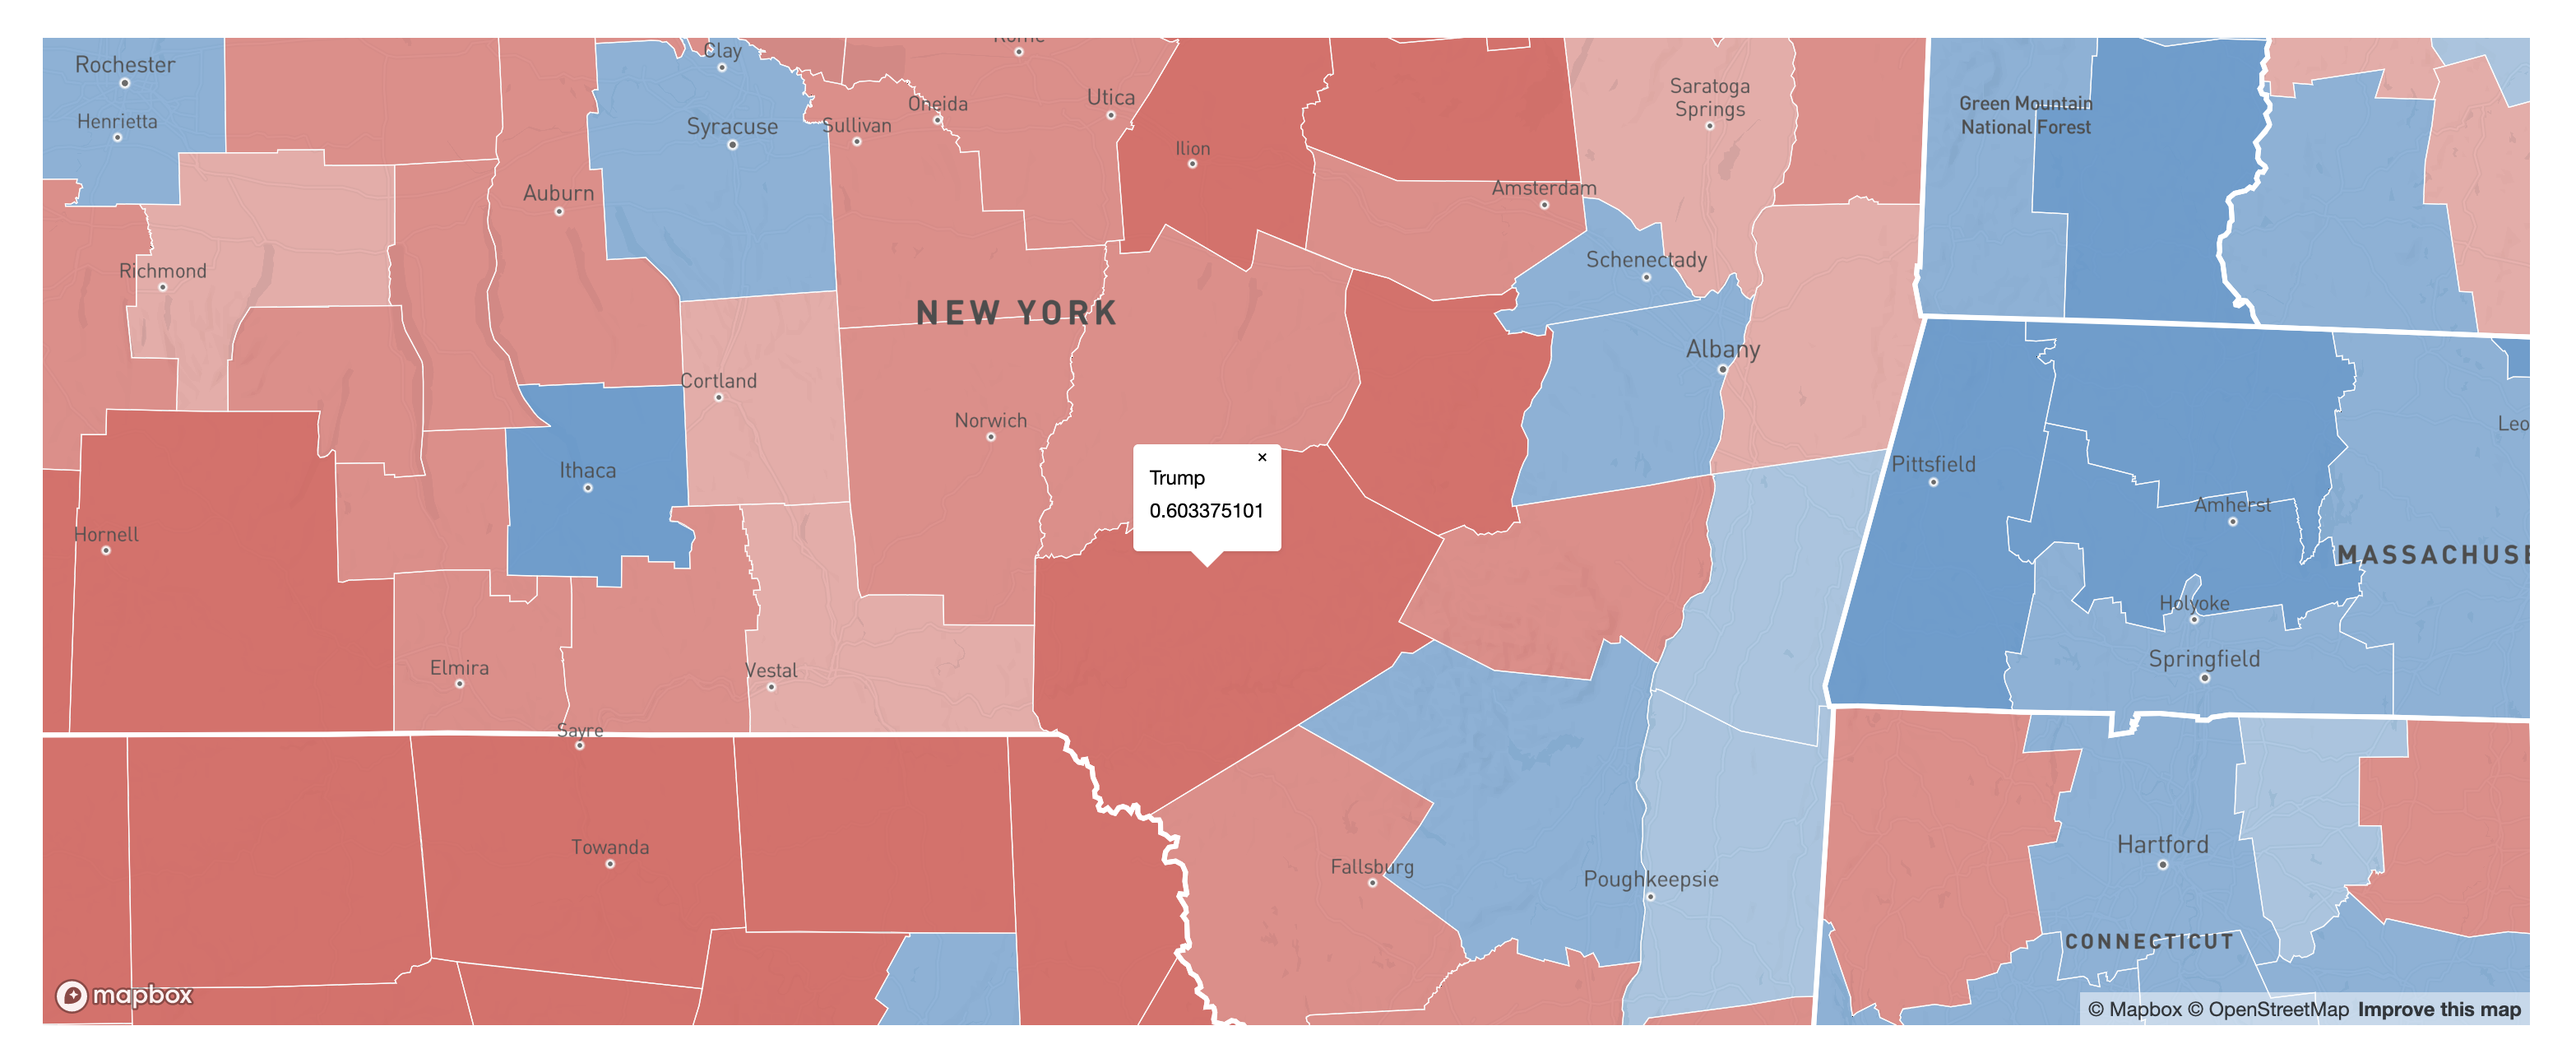 Clay
Rome
Rochester
Henrietta
Oneida
Utica
Saratoga
Springs
Green Mountain
National Forest
Syracuse
Sullivan
Ilion
Auburn
Amsterdam
Richmond
Schenectady
NEW YORK
Albany
Cortland
Norwich
Leo
Ithaca
×
Trump
0.603375101
Pittsfield
Amherst
Hornell
MASSACHUSE
Holyoke
Elmira
Vestal
Springfield
Sayre
Towanda
Fallsburg
Poughkeepsie
Hartford
CONNECTICUT
mapbox
© Mapbox © OpenStreetMap Improve this map